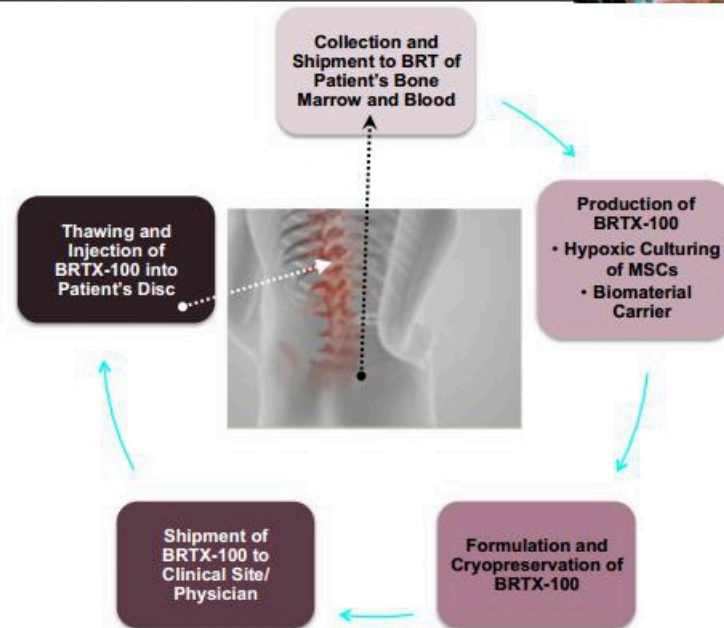 Collection and
Shipment to BRT of
Patient's Bone
Marrow and Blood
Production of
BRTX-100
• Hypoxic Culturing
of MSCs
• Biomaterial
Carrier
Formulation and
Cryopreservation of
BRTX-100
Shipment of
BRTX-100 to
Clinical Site/
Physician
Thawing and
Injection of
BRTX-100 into
Patient's Disc